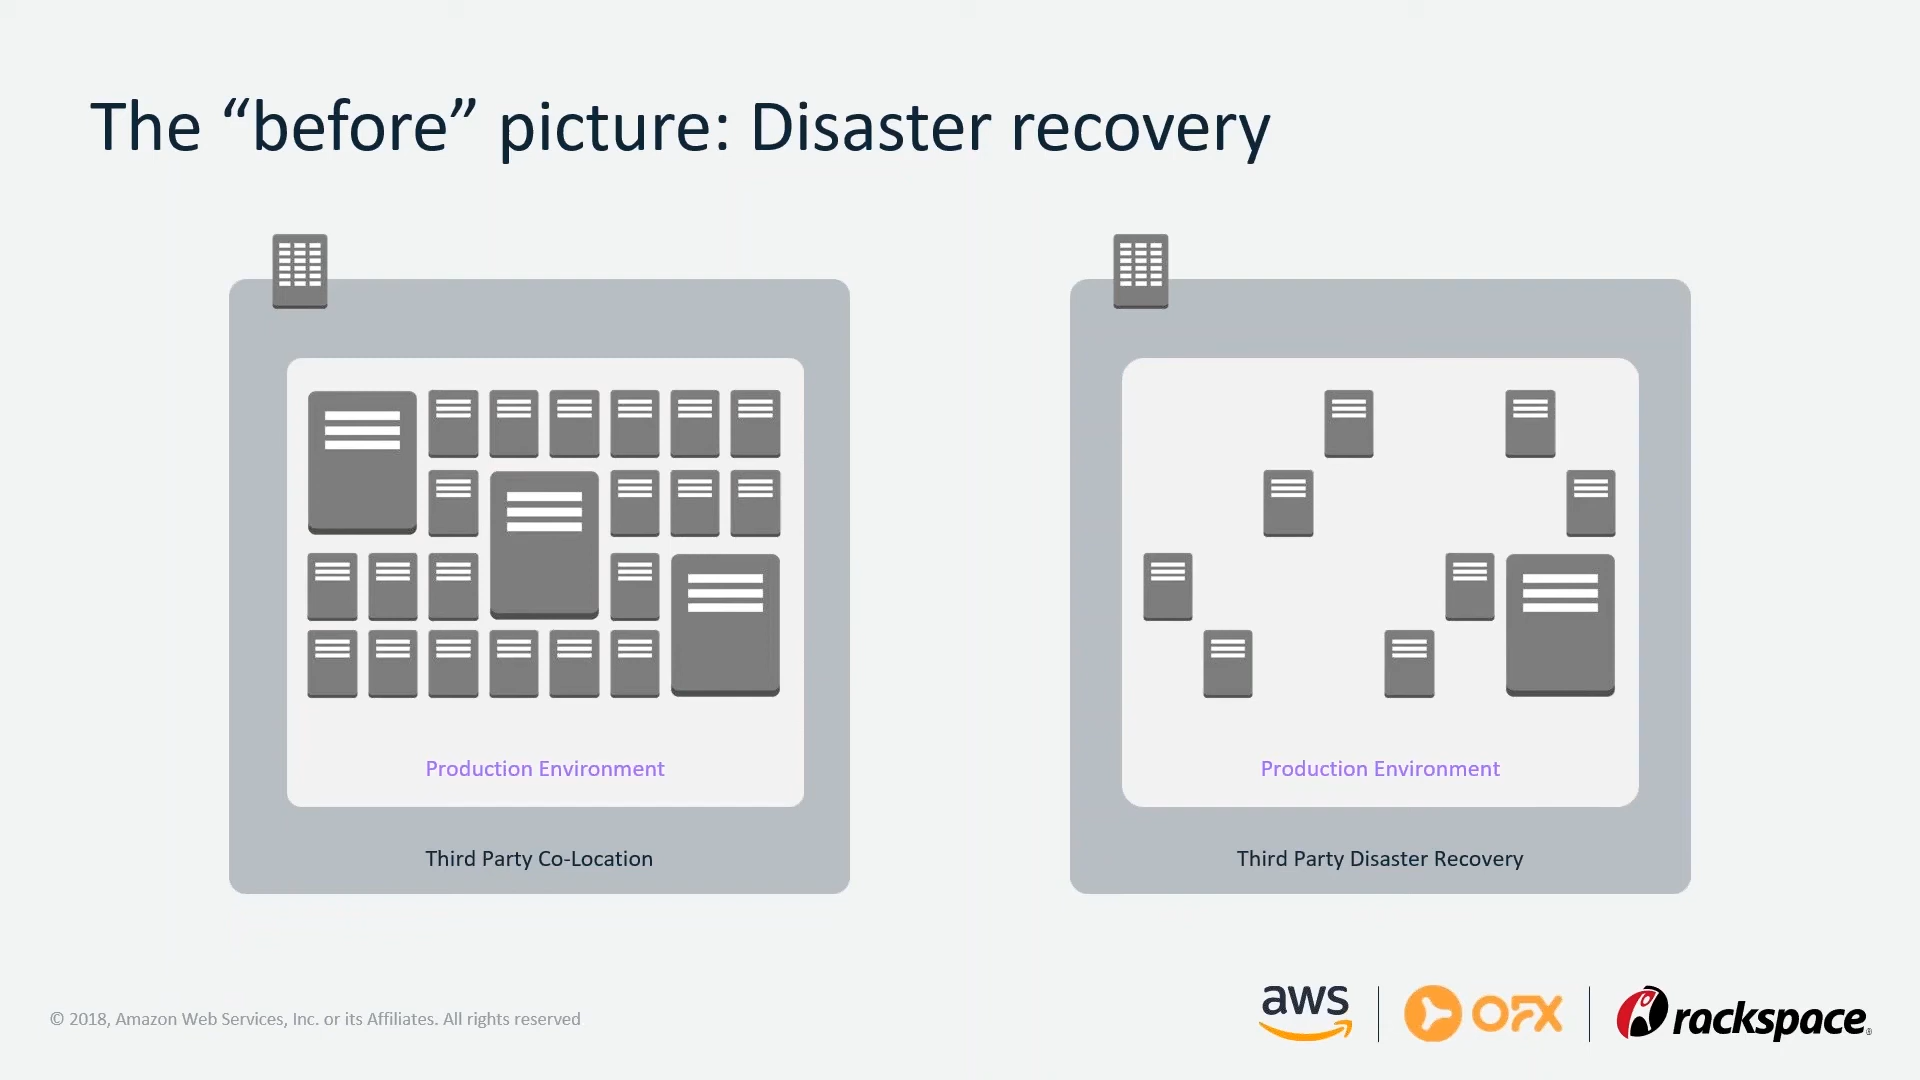 The “before” picture: Disaster recovery
Production Environment
Third Party Co-Location
Production Environment
Third Party Disaster Recovery
© 2018, Amazon Web Services, Inc. or its Affiliates. All rights reserved
aws
OFX
rackspace®